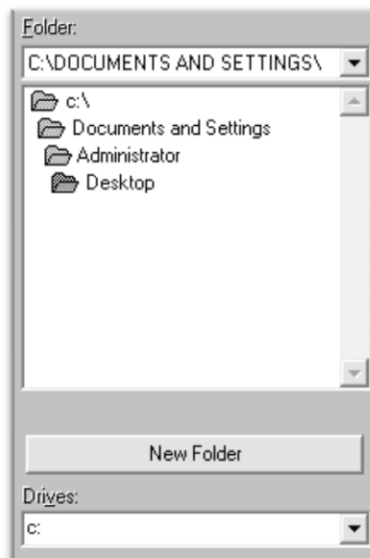 Folder:
C:\DOCUMENTS AND SETTINGS\
c:\
Documents and Settings
Administrator
Desktop
New Folder
Drives:
c: